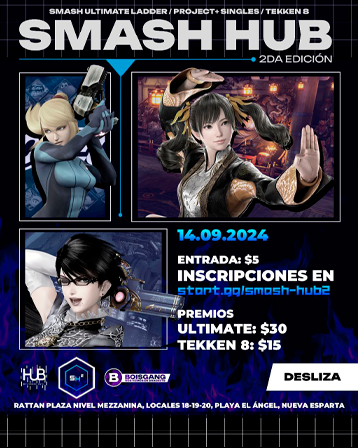 SMASH ULTIMATE LADDER / PROJECT+ SINGLES / TEKKEN 8
SMASH HUB
2DA EDICIÓN
14.09.2024
ENTRADA: $5
INSCRIPCIONES EN
start.gg/smash-hub2
PREMIOS
ULTIMATE: $30
TEKKEN 8: $15
HUB
SH
B BOISGANG
DESLIZA
RATTAN PLAZA NIVEL MEZZANINA, LOCALES 18-19-20, PLAYA EL ÁNGEL, NUEVA ESPARTA